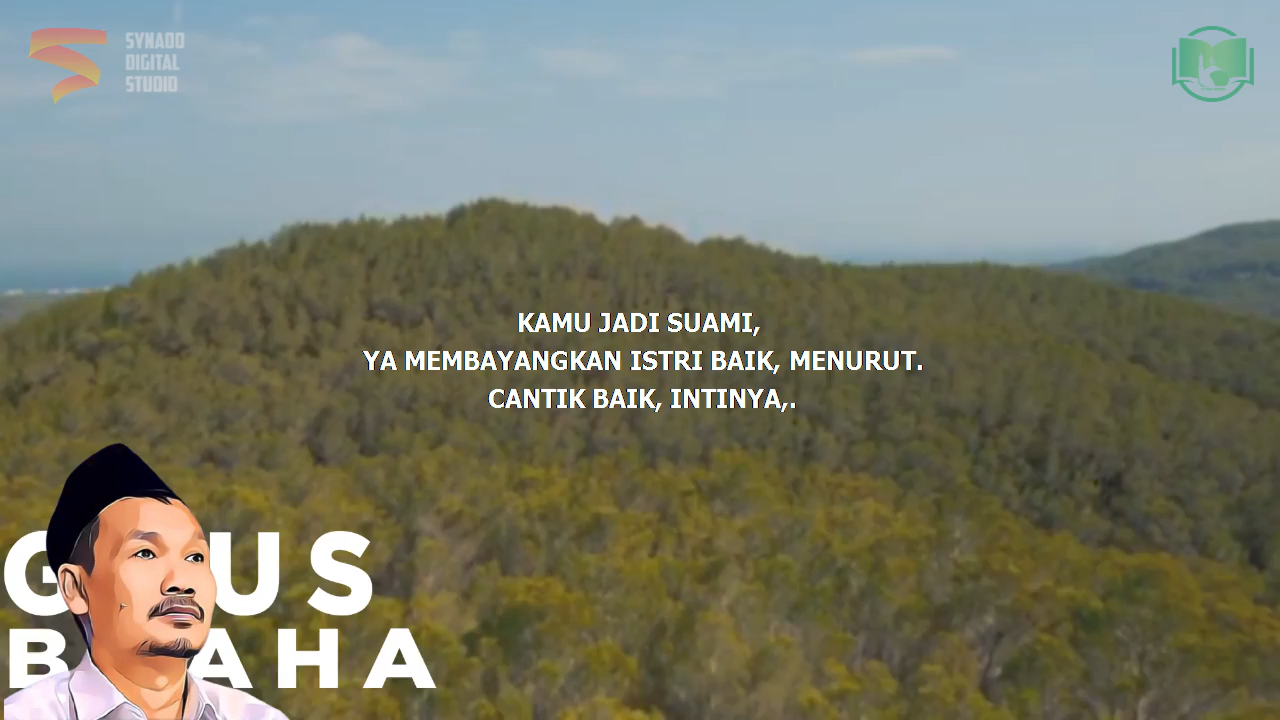 SYNADO
DIGITAL
STUDIO
KAMU JADI SUAMI,
YA MEMBAYANGKAN ISTRI BAIK, MENURUT.
CANTIK BAIK, INTINYA,.
G US
B AHA